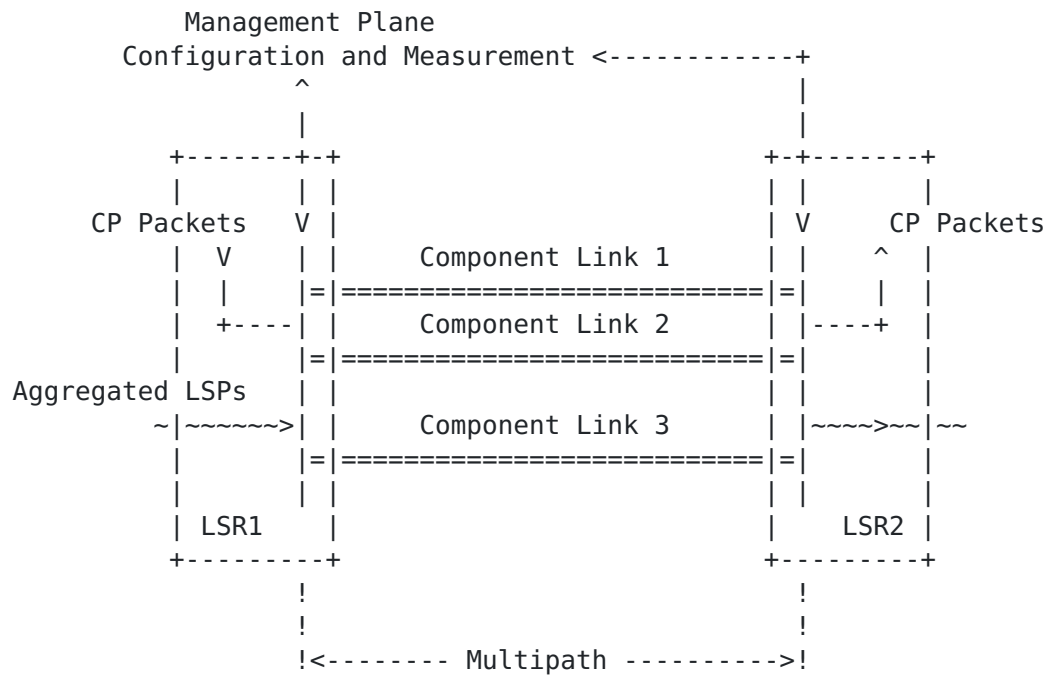 Management Plane
Configuration and Measurement <------------+
^ |
| |
+-------+-+ +-+-------+
| | | | | |
CP Packets V | | V CP Packets
| V | | Component Link 1 | | ^ |
| | |=|===========================|=| | |
| +----| | Component Link 2 | |----+ |
| |=|===========================|=| |
Aggregated LSPs | | | | |
~|~~~~~~>| | Component Link 3 | |~~~~>~~|~~
| |=|===========================|=| |
| | | | | |
| LSR1 | | LSR2 |
+---------+ +---------+
! !
! !
!<-------- Multipath ---------->!